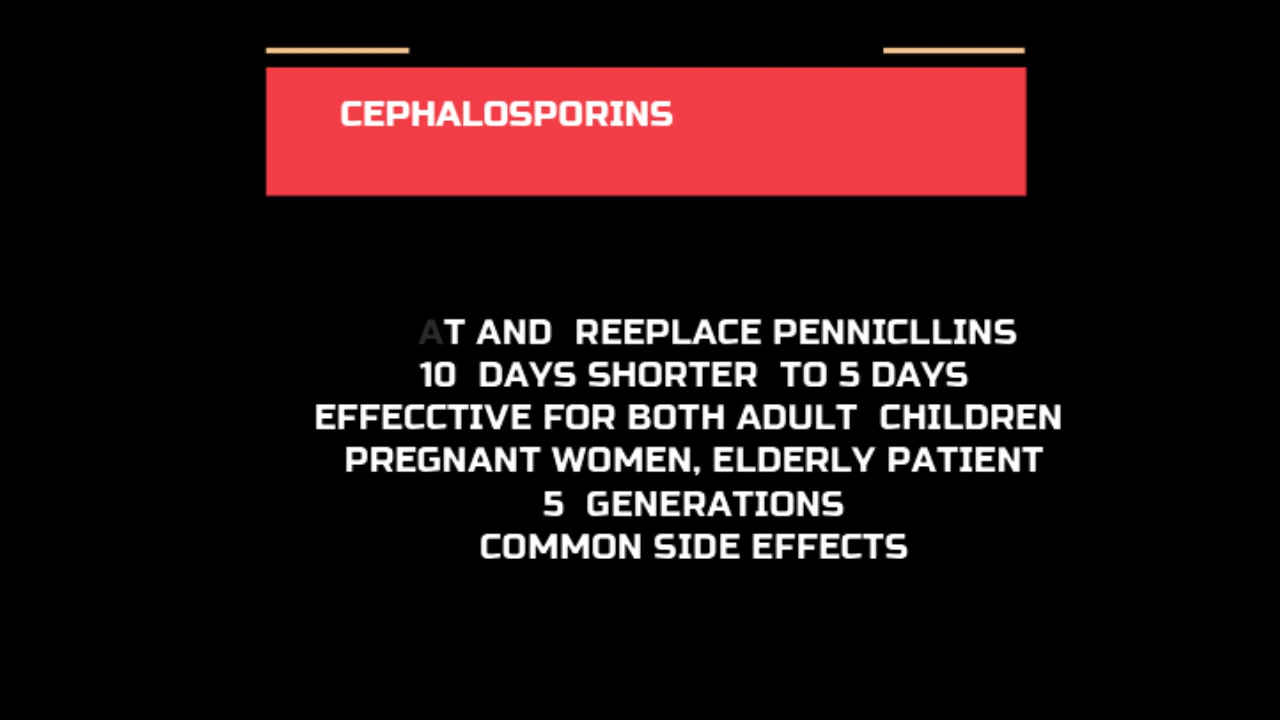 CEPHALOSPORINS
AT AND REEPLACE PENNICLLINS
10 DAYS SHORTER TO 5 DAYS
EFFECCTIVE FOR BOTH ADULT CHILDREN
PREGNANT WOMEN, ELDERLY PATIENT
5 GENERATIONS
COMMON SIDE EFFECTS